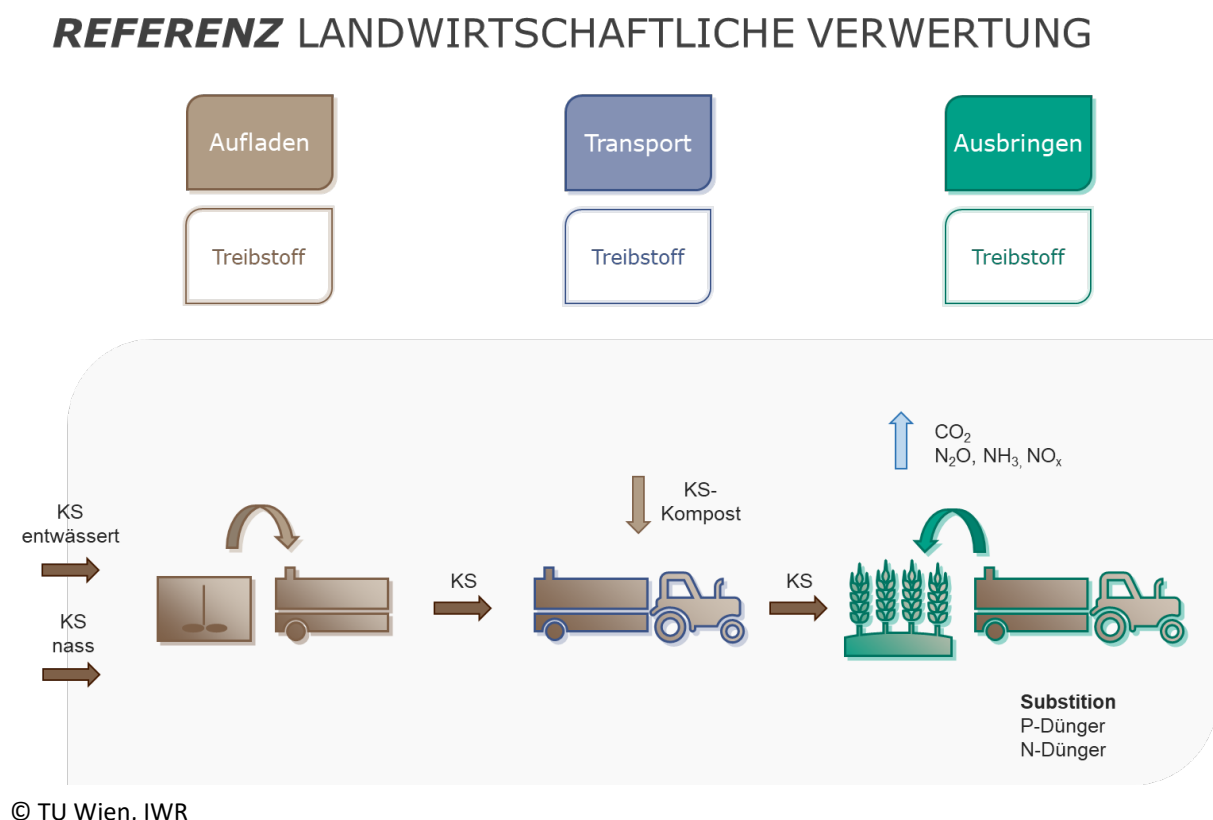 REFERENZ LANDWIRTSCHAFTLICHE VERWERTUNG
Aufladen
Transport
Ausbringen
Treibstoff
Treibstoff
Treibstoff
CO₂
N₂O, NH₃, NOₓ
KS-
Kompost
KS
entwässert
KS
KS
KS
nass
Substition
P-Dünger
N-Dünger
© TU Wien, IWR